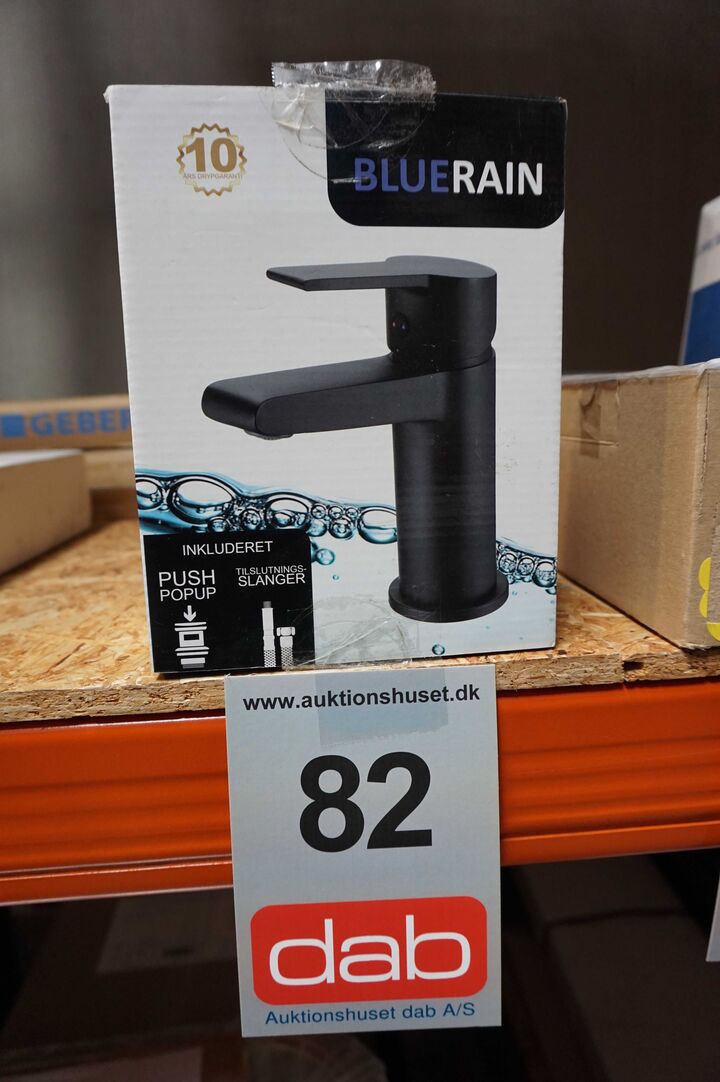 10
ÅRS DRYPGARANTI
BLUERAIN
GEBER
INKLUDERET
PUSH
POPUP
TILSLUTNINGS-
SLANGER
www.auktionshuset.dk
82
dab
Auktionshuset dab A/S